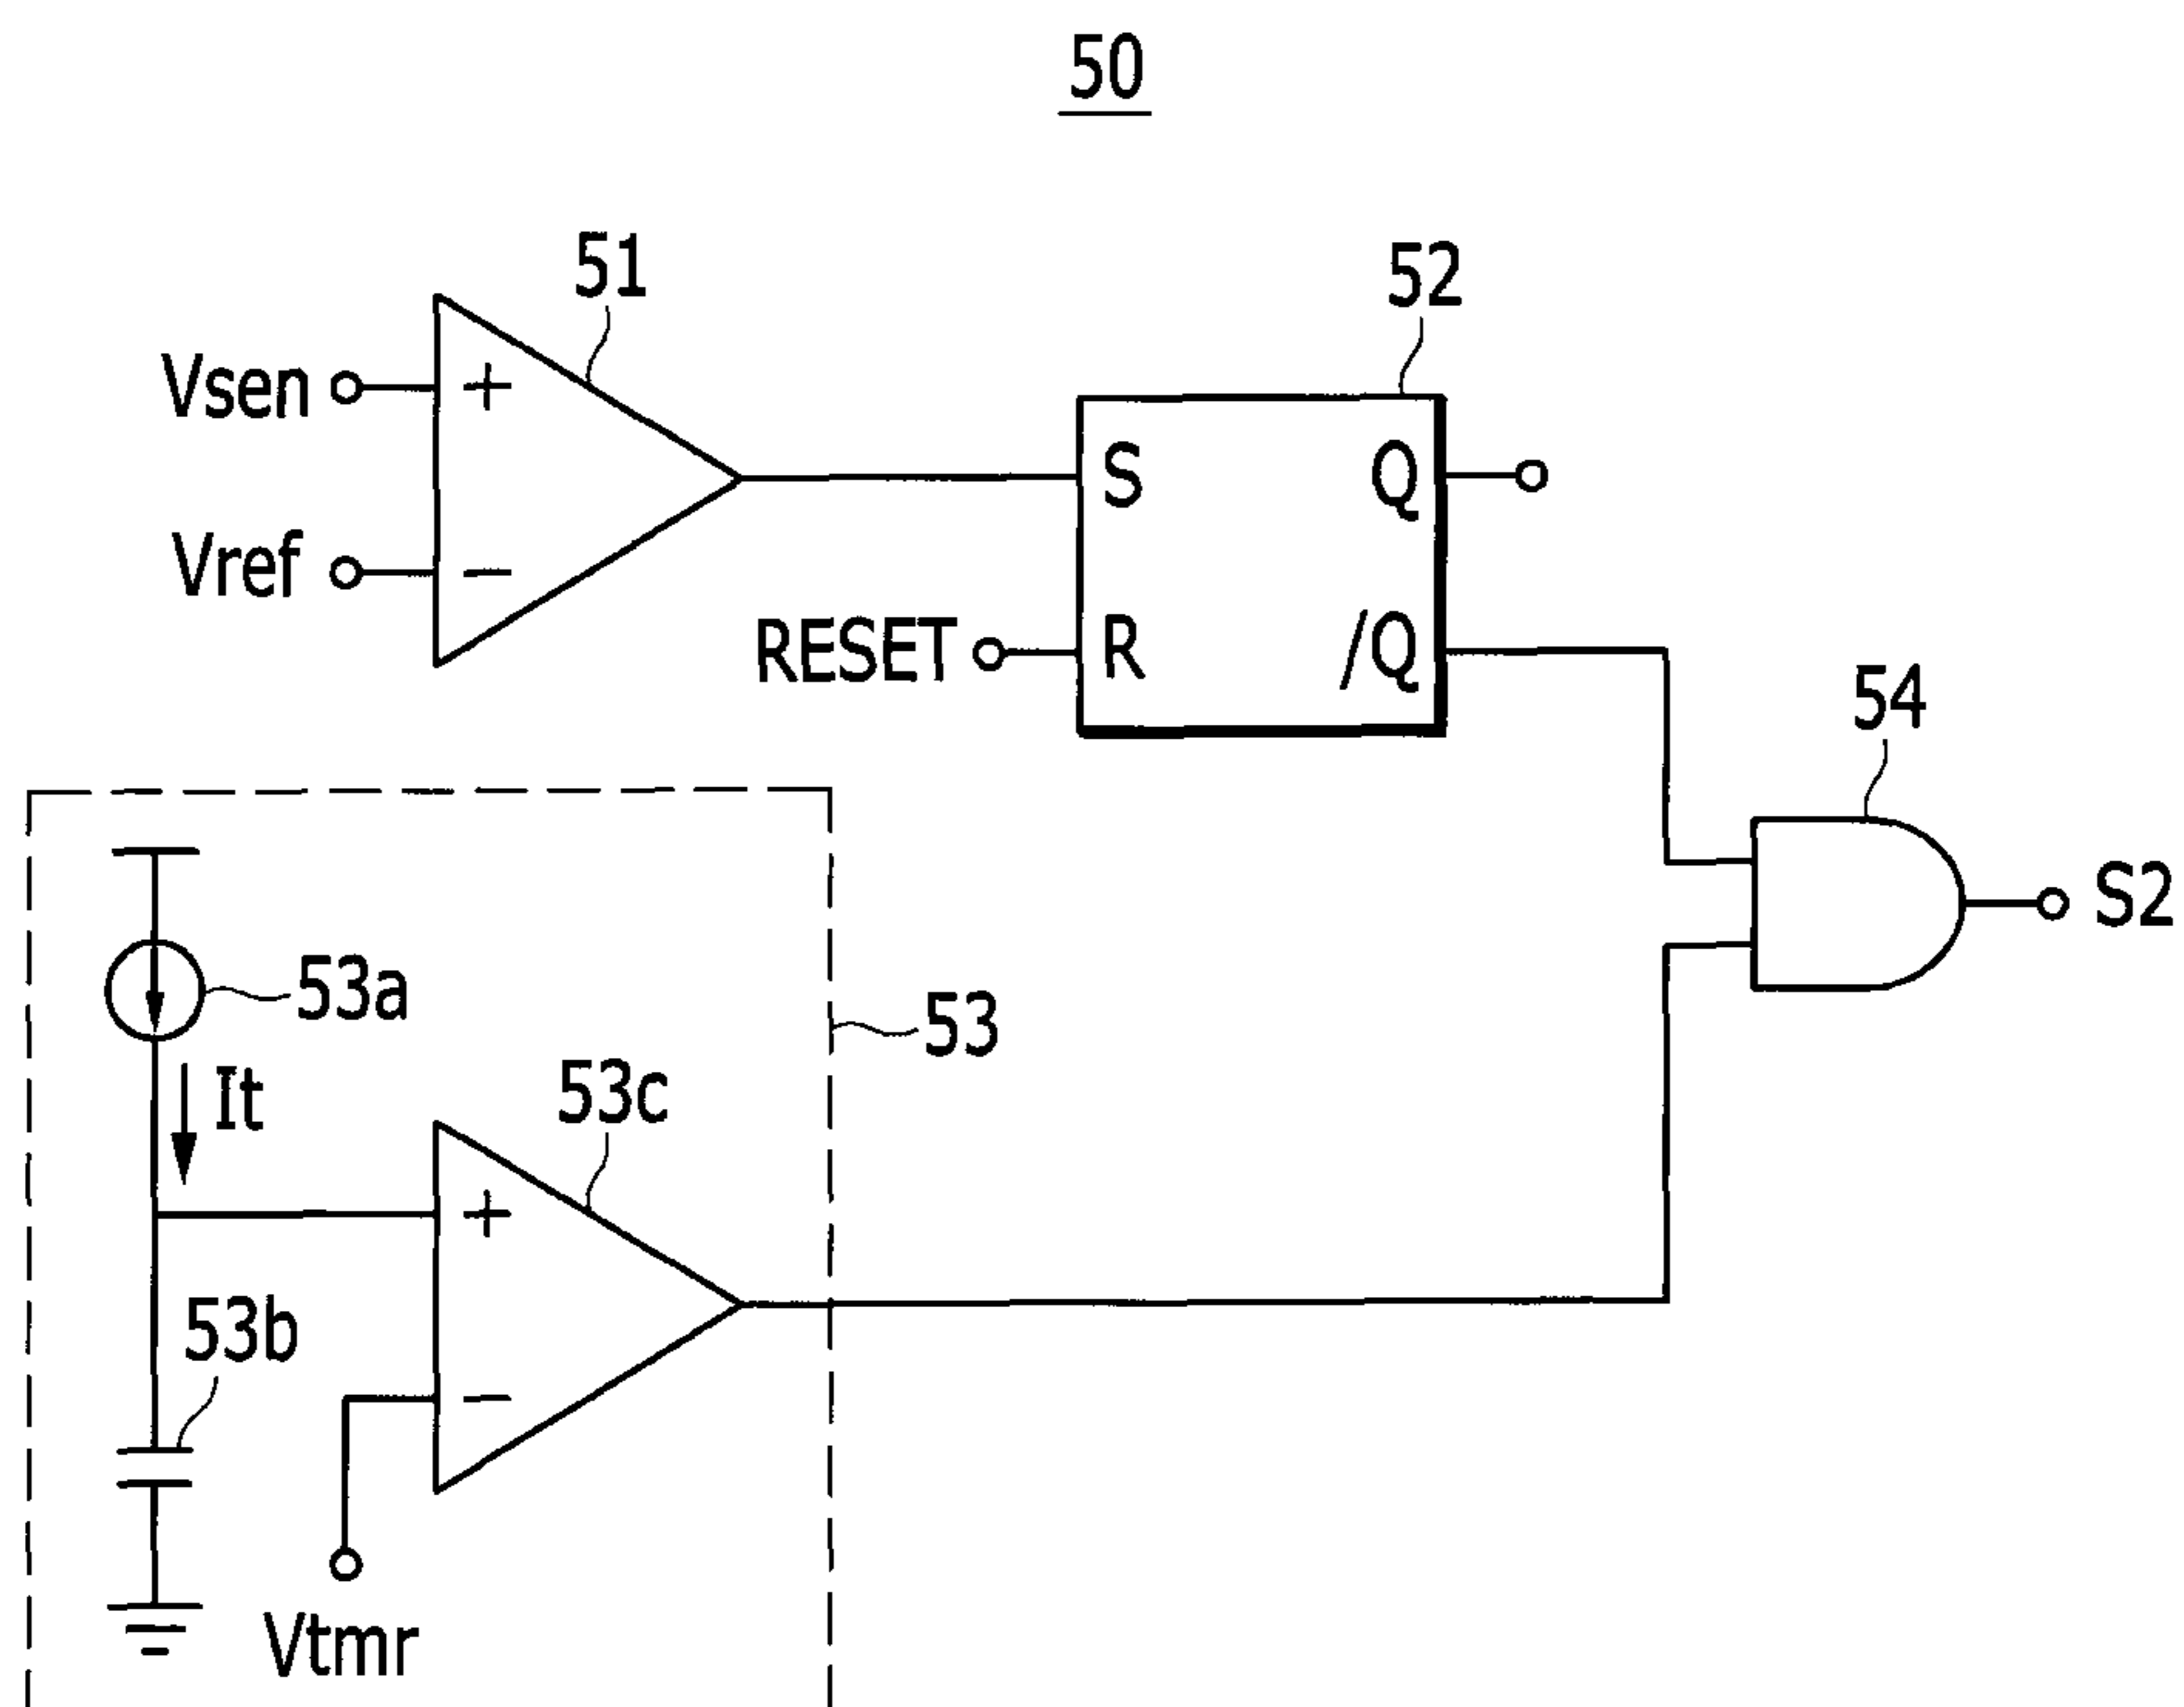 50
51
52
Vsen
+
S
Q
Vref
−
RESET
R
/Q
54
S2
53a
53
It
53c
+
53b
−
Vtmr